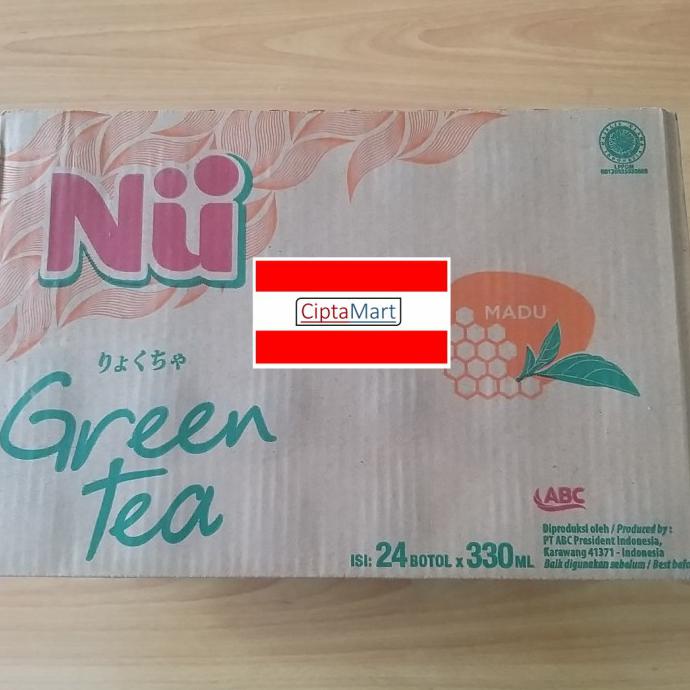 Nü
りょくちゃ
Green
Tea
CiptaMart
MADU
LPPOM
ABC
Diproduksi oleh / Produced by :
PT ABC President Indonesia,
Karawang 41371 - Indonesia
Baik digunakan sebelum / Best
ISI: 24 BOTOL x 330 ML